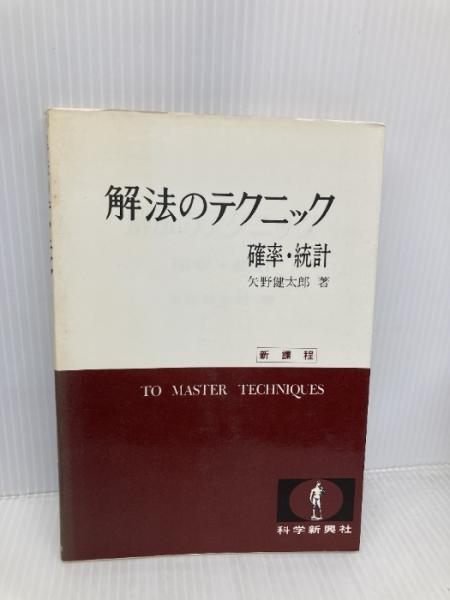 解法のテクニック
確率・統計
矢野健太郎 著
新課程
TO MASTER TECHNIQUES
科学新興社